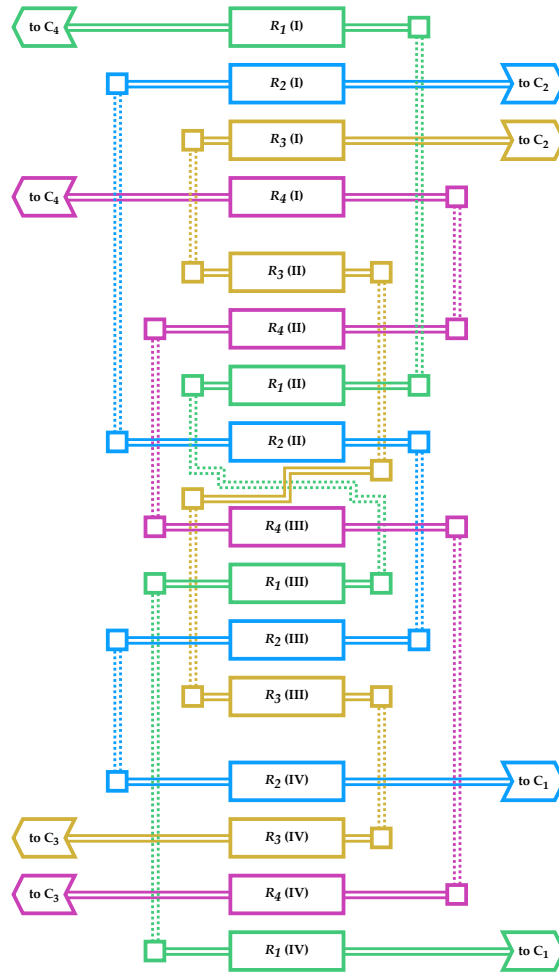 to C₄ R₁ (I)
R₂ (I) to C₂
R₃ (I) to C₂
to C₄ R₄ (I)
R₃ (II)
R₄ (II)
R₁ (II)
R₂ (II)
R₄ (III)
R₁ (III)
R₂ (III)
R₃ (III)
R₂ (IV) to C₁
to C₃ R₃ (IV)
to C₃ R₄ (IV)
R₁ (IV) to C₁